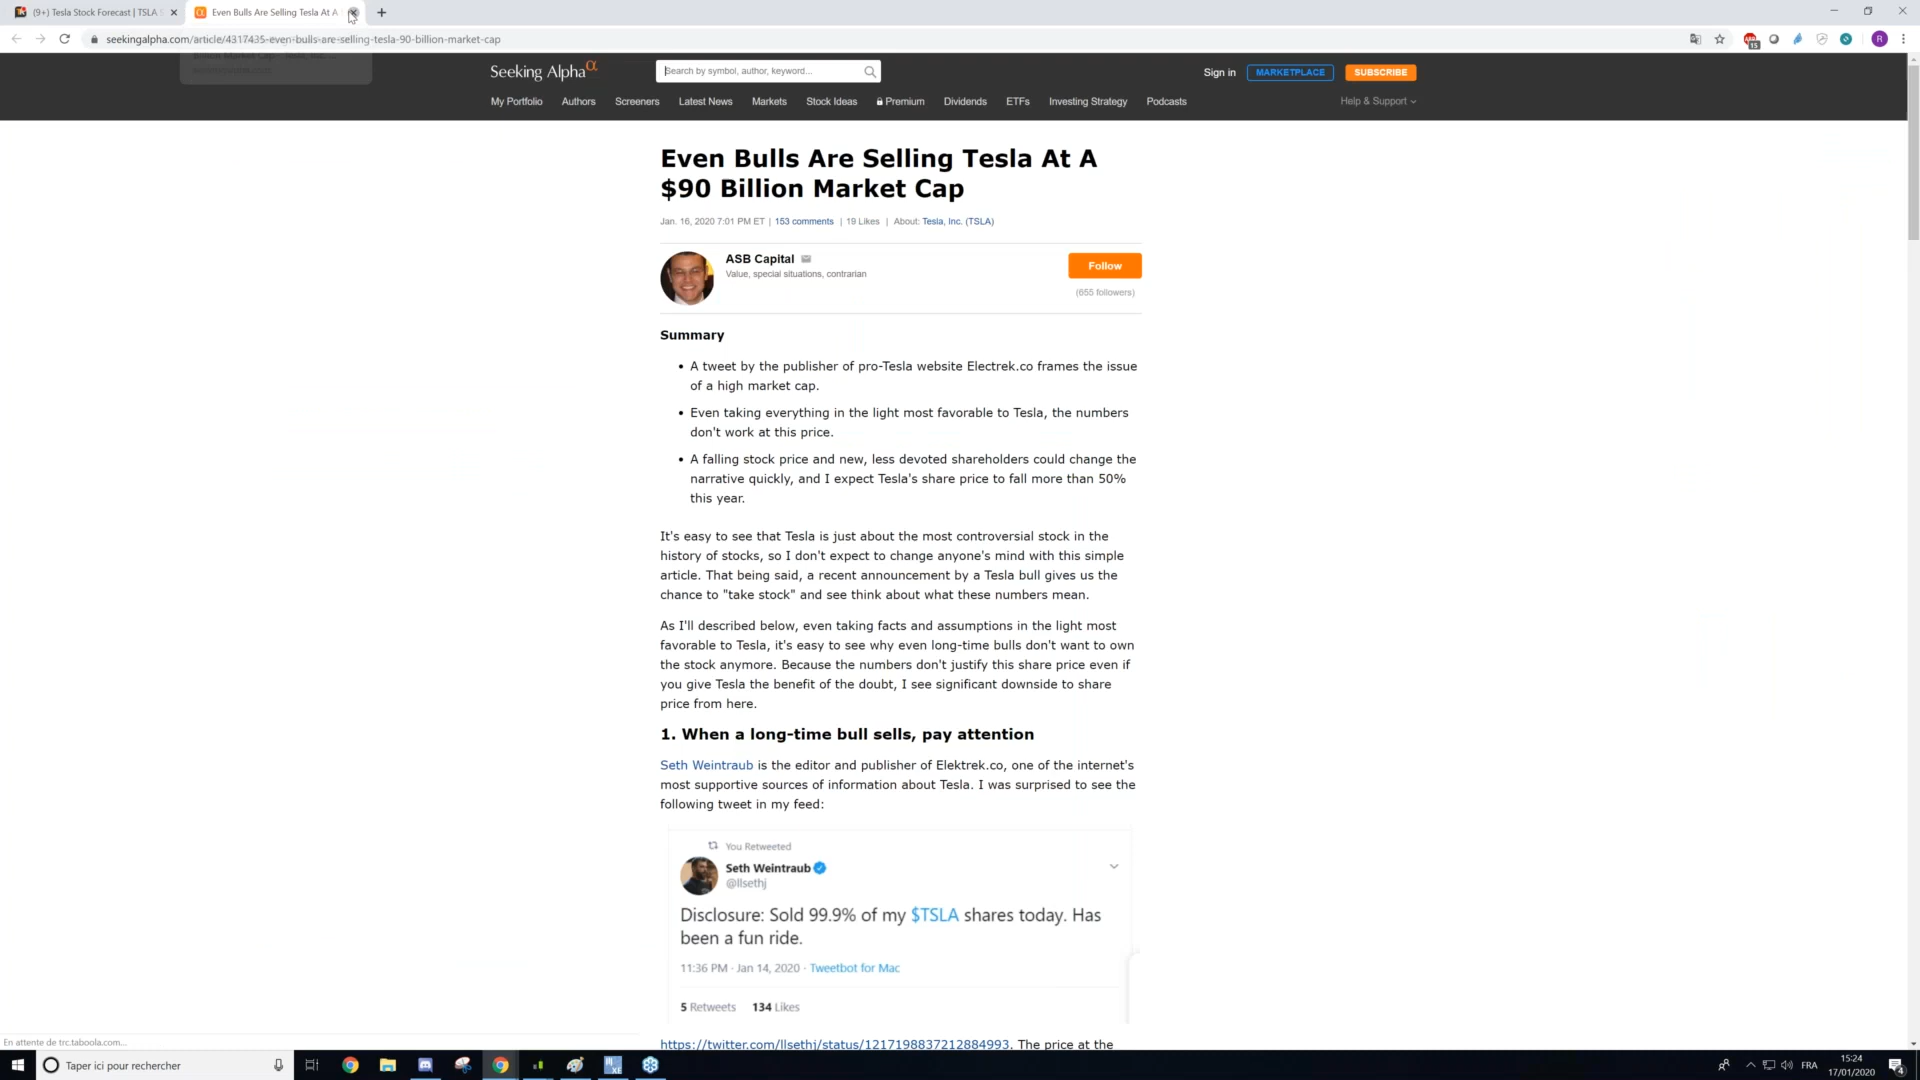 (9+) Tesla Stock Forecast | TSLA
Even Bulls Are Selling Tesla At A
seekingalpha.com/article/4317435-even-bulls-are-selling-tesla-90-billion-market-cap
Seeking Alpha α
Search by symbol, author, keyword...
Sign in
MARKETPLACE
SUBSCRIBE
My Portfolio Authors Screeners Latest News Markets Stock Ideas Premium Dividends ETFs Investing Strategy Podcasts Help & Support
Even Bulls Are Selling Tesla At A
$90 Billion Market Cap
Jan. 16, 2020 7:01 PM ET | 153 comments | 19 Likes | About: Tesla, Inc. (TSLA)
ASB Capital
Value, special situations, contrarian
Follow
(655 followers)
Summary
• A tweet by the publisher of pro-Tesla website Electrek.co frames the issue
of a high market cap.
• Even taking everything in the light most favorable to Tesla, the numbers
don't work at this price.
• A falling stock price and new, less devoted shareholders could change the
narrative quickly, and I expect Tesla's share price to fall more than 50%
this year.
It's easy to see that Tesla is just about the most controversial stock in the
history of stocks, so I don't expect to change anyone's mind with this simple
article. That being said, a recent announcement by a Tesla bull gives us the
chance to "take stock" and see think about what these numbers mean.
As I'll described below, even taking facts and assumptions in the light most
favorable to Tesla, it's easy to see why even long-time bulls don't want to own
the stock anymore. Because the numbers don't justify this share price even if
you give Tesla the benefit of the doubt, I see significant downside to share
price from here.
1. When a long-time bull sells, pay attention
Seth Weintraub is the editor and publisher of Elektrek.co, one of the internet's
most supportive sources of information about Tesla. I was surprised to see the
following tweet in my feed:
You Retweeted
Seth Weintraub
@llsethj
Disclosure: Sold 99.9% of my $TSLA shares today. Has
been a fun ride.
11:36 PM · Jan 14, 2020 · Tweetbot for Mac
5 Retweets 134 Likes
https://twitter.com/llsethj/status/1217198837212884993. The price at the
En attente de trc.taboola.com...
Taper ici pour rechercher
FRA
15:24
17/01/2020
4